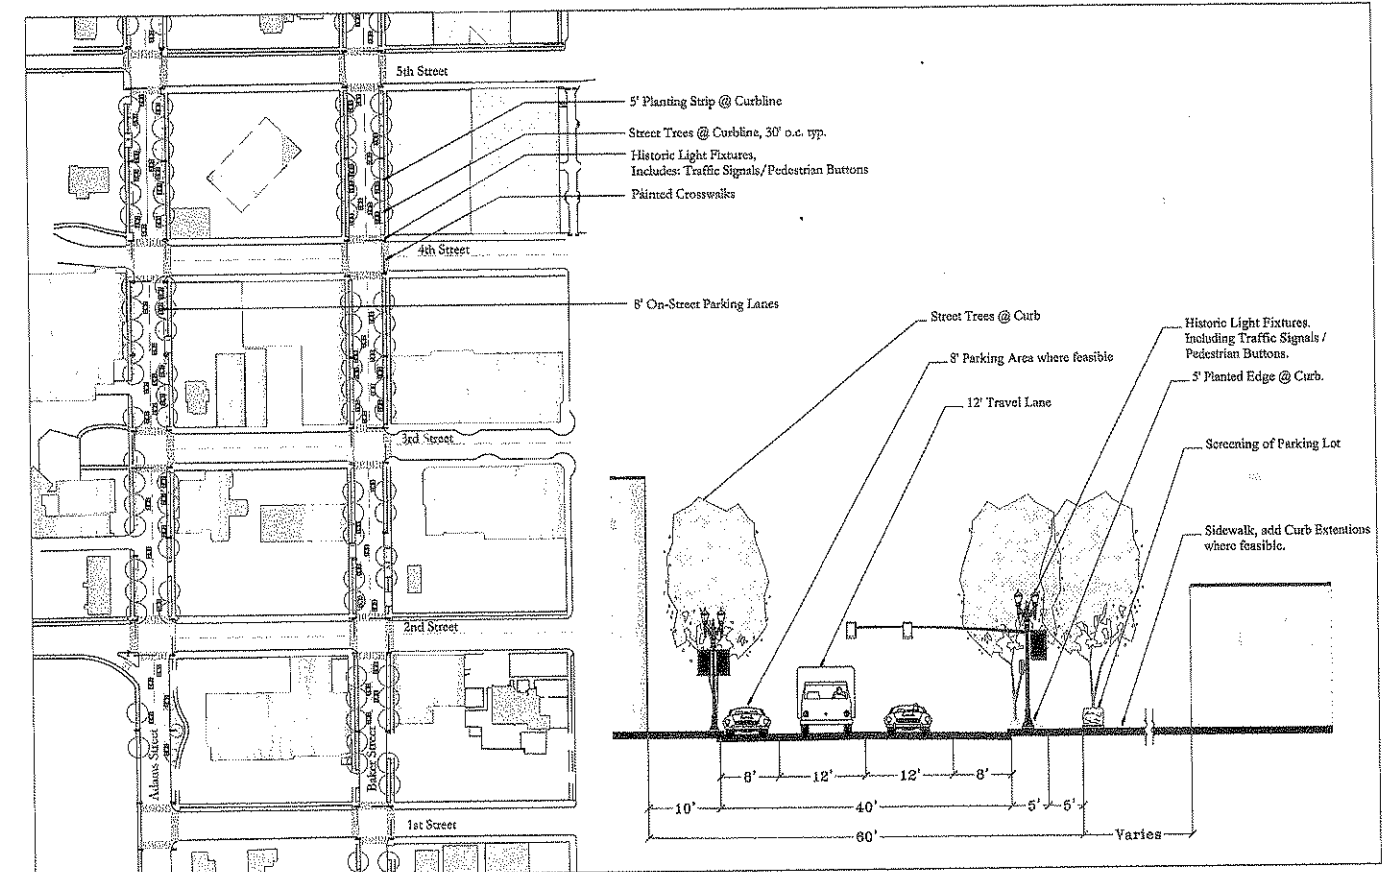 5th Street
5' Planting Strip @ Curbline
Street Trees @ Curbline, 30' o.c. typ.
Historic Light Fixtures,
Includes: Traffic Signals/Pedestrian Buttons
Painted Crosswalks
4th Street
8' On-Street Parking Lanes
3rd Street
2nd Street
Adams Street
Baker Street
1st Street
Street Trees @ Curb
8' Parking Area where feasible
12' Travel Lane
Historic Light Fixtures.
Including Traffic Signals /
Pedestrian Buttons.
5' Planted Edge @ Curb.
Screening of Parking Lot
Sidewalk, add Curb Extentions
where feasible.
8' 12' 12' 8'
10' 40' 5' 5'
60' Varies